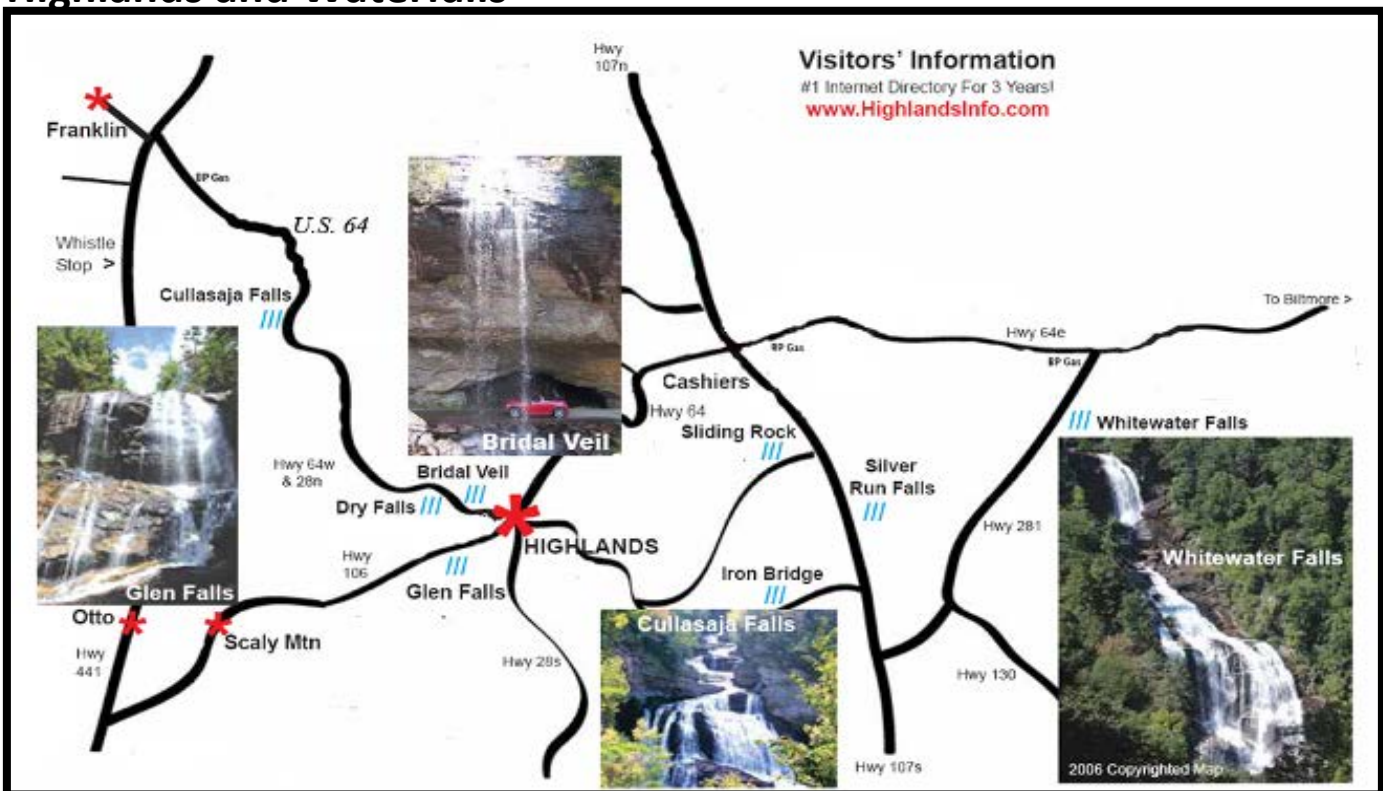 Highlands and Waterfalls
Hwy
107n
Visitors' Information
#1 Internet Directory For 3 Years!
www.HighlandsInfo.com
Franklin
BP Gas
U.S. 64
Whistle
Stop >
Cullasaja Falls
To Biltmore >
Hwy 64e
BP Gas
BP Gas
Cashiers
Hwy 64
Sliding Rock
Whitewater Falls
Bridal Veil
Hwy 64w
& 28n
Bridal Veil
Dry Falls
Silver
Run Falls
Hwy 281
HIGHLANDS
Hwy
106
Glen Falls
Iron Bridge
Whitewater Falls
Glen Falls
Otto
Scaly Mtn
Cullasaja Falls
Hwy
441
Hwy 28s
Hwy 130
Hwy 107s
2006 Copyrighted Map